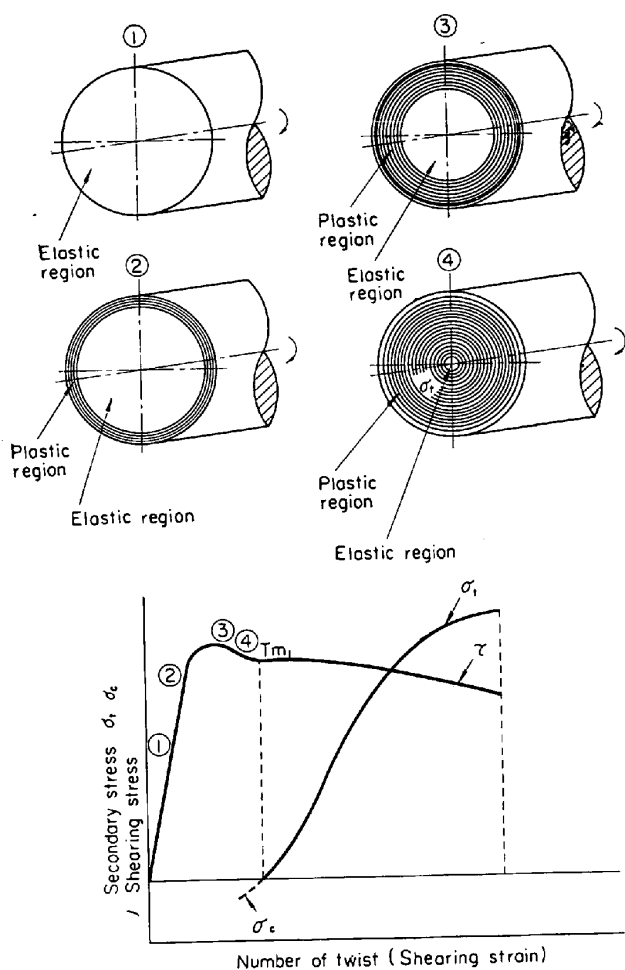 ①
Elastic
region
②
Plastic
region
Elastic region
③
Plastic
region
Elastic
region
④
σt
Plastic
region
Elastic region
Secondary stress σt σc
Shearing stress
①
②
③
④
Tm
σt
τ
σc
Number of twist (Shearing strain)